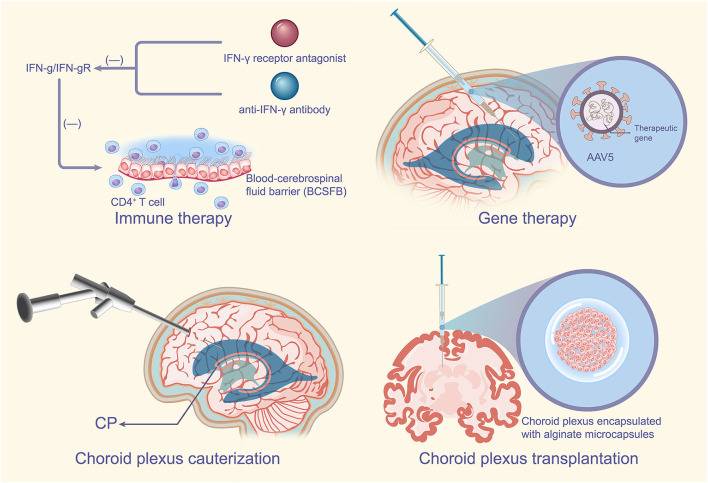 IFN-γ receptor antagonist
IFN-g/IFN-gR
(—)
anti-IFN-γ antibody
(—)
Blood-cerebrospinal
fluid barrier (BCSFB)
CD4⁺ T cell
Immune therapy
Therapeutic
gene
AAV5
Gene therapy
CP
Choroid plexus cauterization
Choroid plexus encapsulated
with alginate microcapsules
Choroid plexus transplantation